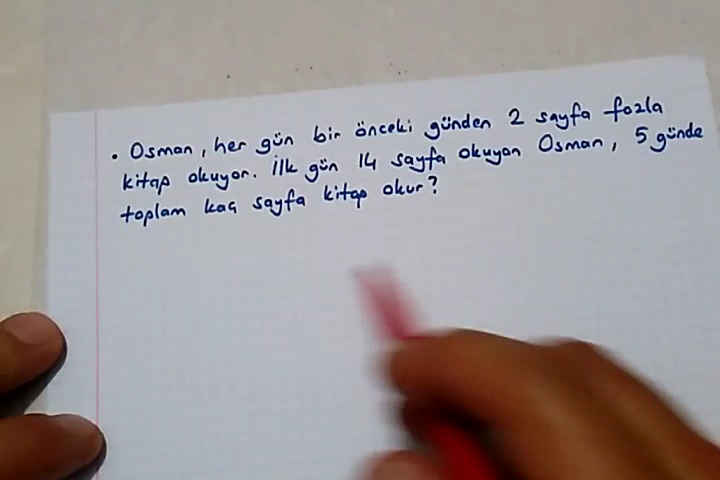 • Osman, her gün bir önceki günden 2 sayfa fazla
kitap okuyor. İlk gün 14 sayfa okuyan Osman, 5 günde
toplam kaç sayfa kitap okur?